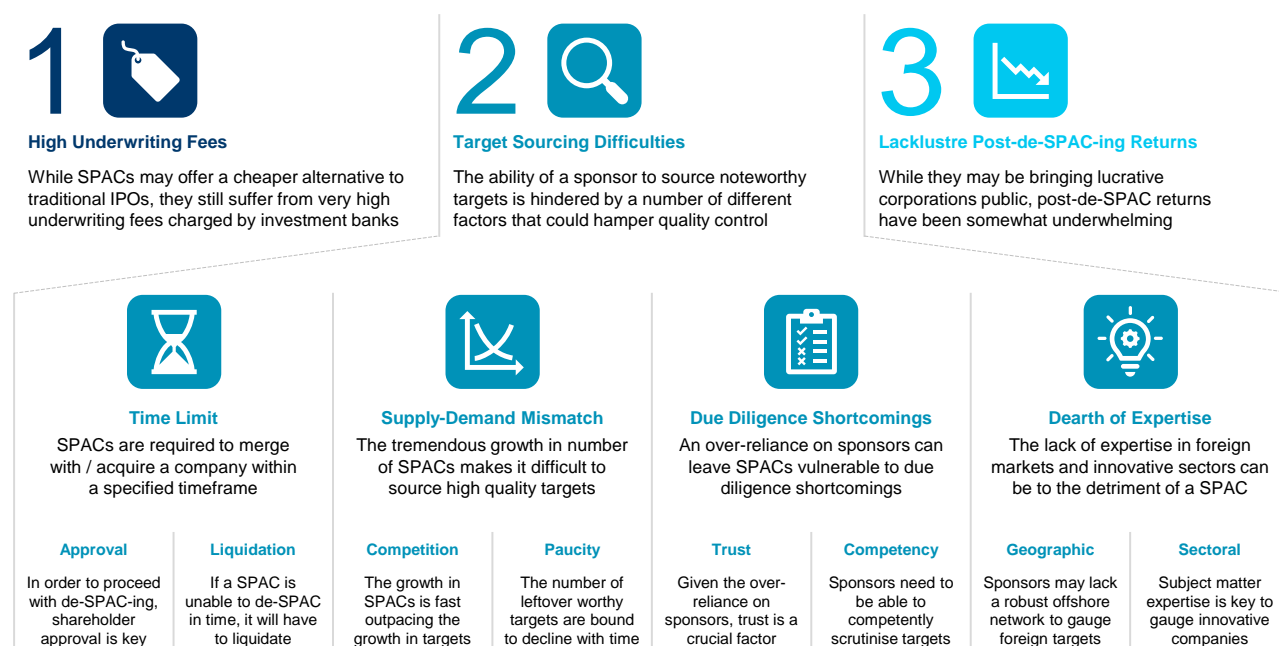 1
High Underwriting Fees
While SPACs may offer a cheaper alternative to
traditional IPOs, they still suffer from very high
underwriting fees charged by investment banks
2
Target Sourcing Difficulties
The ability of a sponsor to source noteworthy
targets is hindered by a number of different
factors that could hamper quality control
3
Lacklustre Post-de-SPAC-ing Returns
While they may be bringing lucrative
corporations public, post-de-SPAC returns
have been somewhat underwhelming
Time Limit
SPACs are required to merge
with / acquire a company within
a specified timeframe
Supply-Demand Mismatch
The tremendous growth in number
of SPACs makes it difficult to
source high quality targets
Due Diligence Shortcomings
An over-reliance on sponsors can
leave SPACs vulnerable to due
diligence shortcomings
Dearth of Expertise
The lack of expertise in foreign
markets and innovative sectors can
be to the detriment of a SPAC
Approval
In order to proceed
with de-SPAC-ing,
shareholder
approval is key
Liquidation
If a SPAC is
unable to de-SPAC
in time, it will have
to liquidate
Competition
The growth in
SPACs is fast
outpacing the
growth in targets
Paucity
The number of
leftover worthy
targets are bound
to decline with time
Trust
Given the over-
reliance on
sponsors, trust is a
crucial factor
Competency
Sponsors need to
be able to
competently
scrutinise targets
Geographic
Sponsors may lack
a robust offshore
network to gauge
foreign targets
Sectoral
Subject matter
expertise is key to
gauge innovative
companies